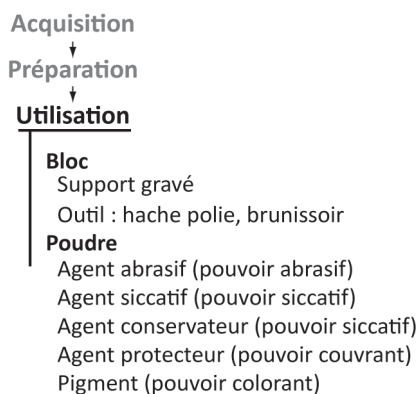 Acquisition
Préparation
Utilisation
Bloc
Support gravé
Outil : hache polie, brunissoir
Poudre
Agent abrasif (pouvoir abrasif)
Agent siccatif (pouvoir siccatif)
Agent conservateur (pouvoir siccatif)
Agent protecteur (pouvoir couvrant)
Pigment (pouvoir colorant)